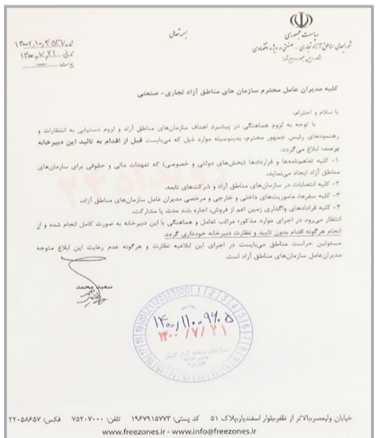 بسمه تعالی
ریاست جمهوری
شورایعالی مناطق آزاد تجاری - صنعتی و ویژه اقتصادی
کلیه مدیران عامل محترم سازمان های مناطق آزاد تجاری - صنعتی
با سلام و احترام،
با توجه به لزوم هماهنگی در پیشبرد اهداف سازمان‌های مناطق آزاد و لزوم دستیابی به انتظارات و
رهنمودهای رئیس جمهور محترم، بدینوسیله موارد ذیل که می‌بایست قبل از اقدام به تائید این دبیرخانه
برسد؛ ابلاغ می‌گردد.
۱- کلیه تفاهم‌نامه‌ها و قراردادها (بخش‌های دولتی و خصوصی) که تعهدات مالی و حقوقی برای سازمان‌های
مناطق آزاد ایجاد می‌نماید.
۲- کلیه انتصابات در سازمان‌های مناطق آزاد و شرکت‌های تابعه.
۳- کلیه سفرها، ماموریت‌های داخلی و خارجی و مرخصی مدیران عامل سازمان‌های مناطق آزاد
۴- کلیه قراردادهای واگذاری زمین اعم از فروش، اجاره بلند مدت یا مشارکت.
انتظار می‌رود در اجرای موارد مذکور، مراتب تعامل و هماهنگی با این دبیرخانه به صورت کامل انجام شده و از
انجام هرگونه اقدام بدون تایید و نظارت دبیرخانه خودداری گردد.
مسئولین حراست مناطق می‌بایست در اجرای این ابلاغیه نظارت و هرگونه عدم رعایت این ابلاغ متوجه
مدیران‌عامل سازمان‌های مناطق آزاد است.
سعید محمد
۱۴۰۰/۷/۲۱
خیابان ولیعصر،بالاتر از ظفر،بلوار اسفندیار،پلاک ۵۱ کد پستی: ۱۹۶۷۹۱۵۷۷۳ تلفن: ۷۵۲۰۷۰۰۰ فکس: ۲۲۰۵۸۶۵۷
www.freezones.ir - www.info@freezones.ir